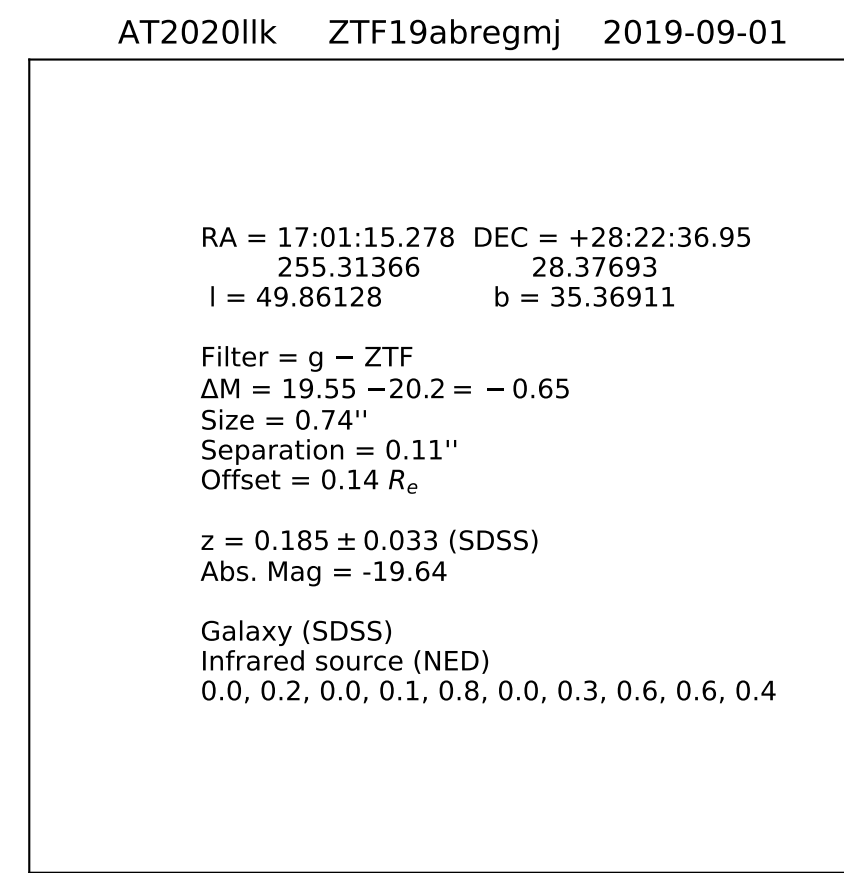 AT2020llk ZTF19abregmj 2019-09-01
RA = 17:01:15.278 DEC = +28:22:36.95
255.31366 28.37693
l = 49.86128 b = 35.36911
Filter = g − ZTF
ΔM = 19.55 −20.2 = − 0.65
Size = 0.74''
Separation = 0.11''
Offset = 0.14 Rₑ
z = 0.185 ± 0.033 (SDSS)
Abs. Mag = -19.64
Galaxy (SDSS)
Infrared source (NED)
0.0, 0.2, 0.0, 0.1, 0.8, 0.0, 0.3, 0.6, 0.6, 0.4